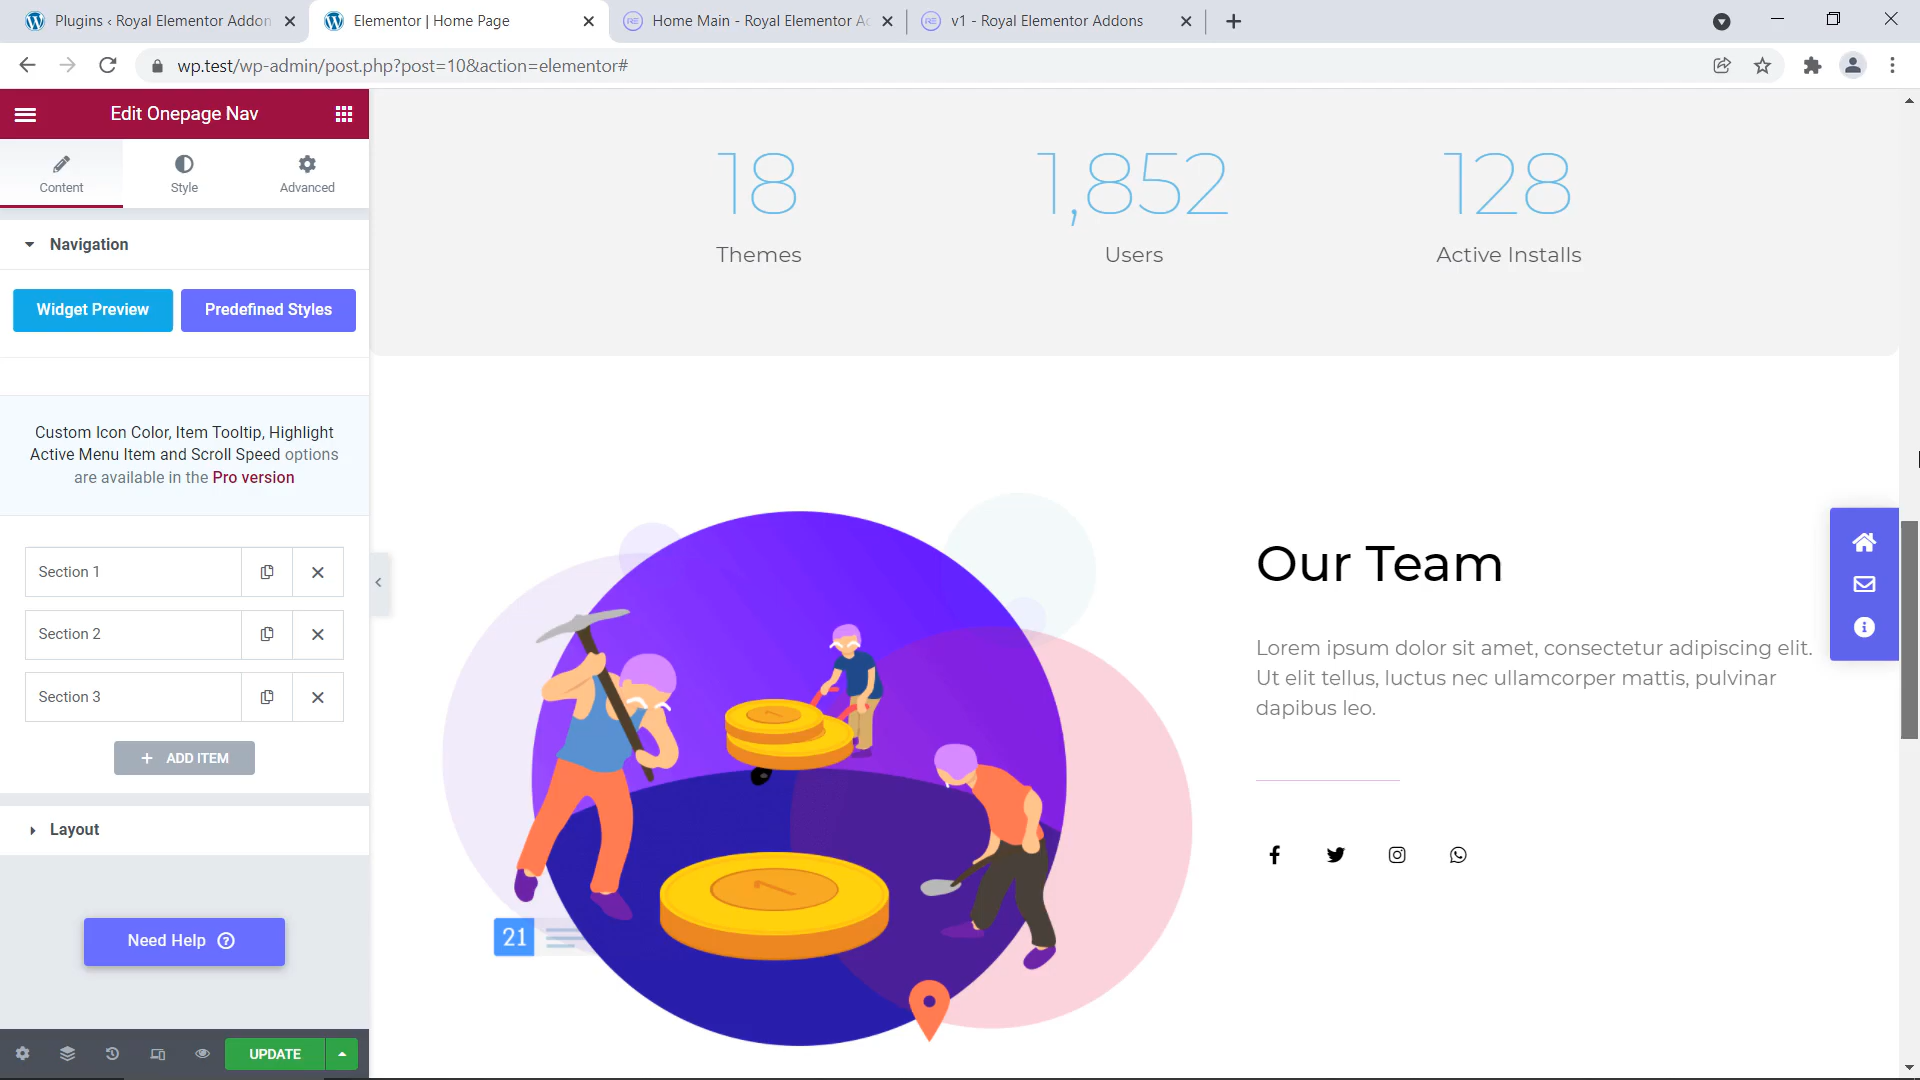 Plugins ‹ Royal Elementor Addon
Elementor | Home Page
Home Main - Royal Elementor Ac
v1 - Royal Elementor Addons
wp.test/wp-admin/post.php?post=10&action=elementor#
Edit Onepage Nav
Content
Style
Advanced
Navigation
Widget Preview
Predefined Styles
Custom Icon Color, Item Tooltip, Highlight
Active Menu Item and Scroll Speed options
are available in the Pro version
Section 1
Section 2
Section 3
+ ADD ITEM
Layout
Need Help
UPDATE
18
1,852
128
Themes
Users
Active Installs
Our Team
Lorem ipsum dolor sit amet, consectetur adipiscing elit.
Ut elit tellus, luctus nec ullamcorper mattis, pulvinar
dapibus leo.
21